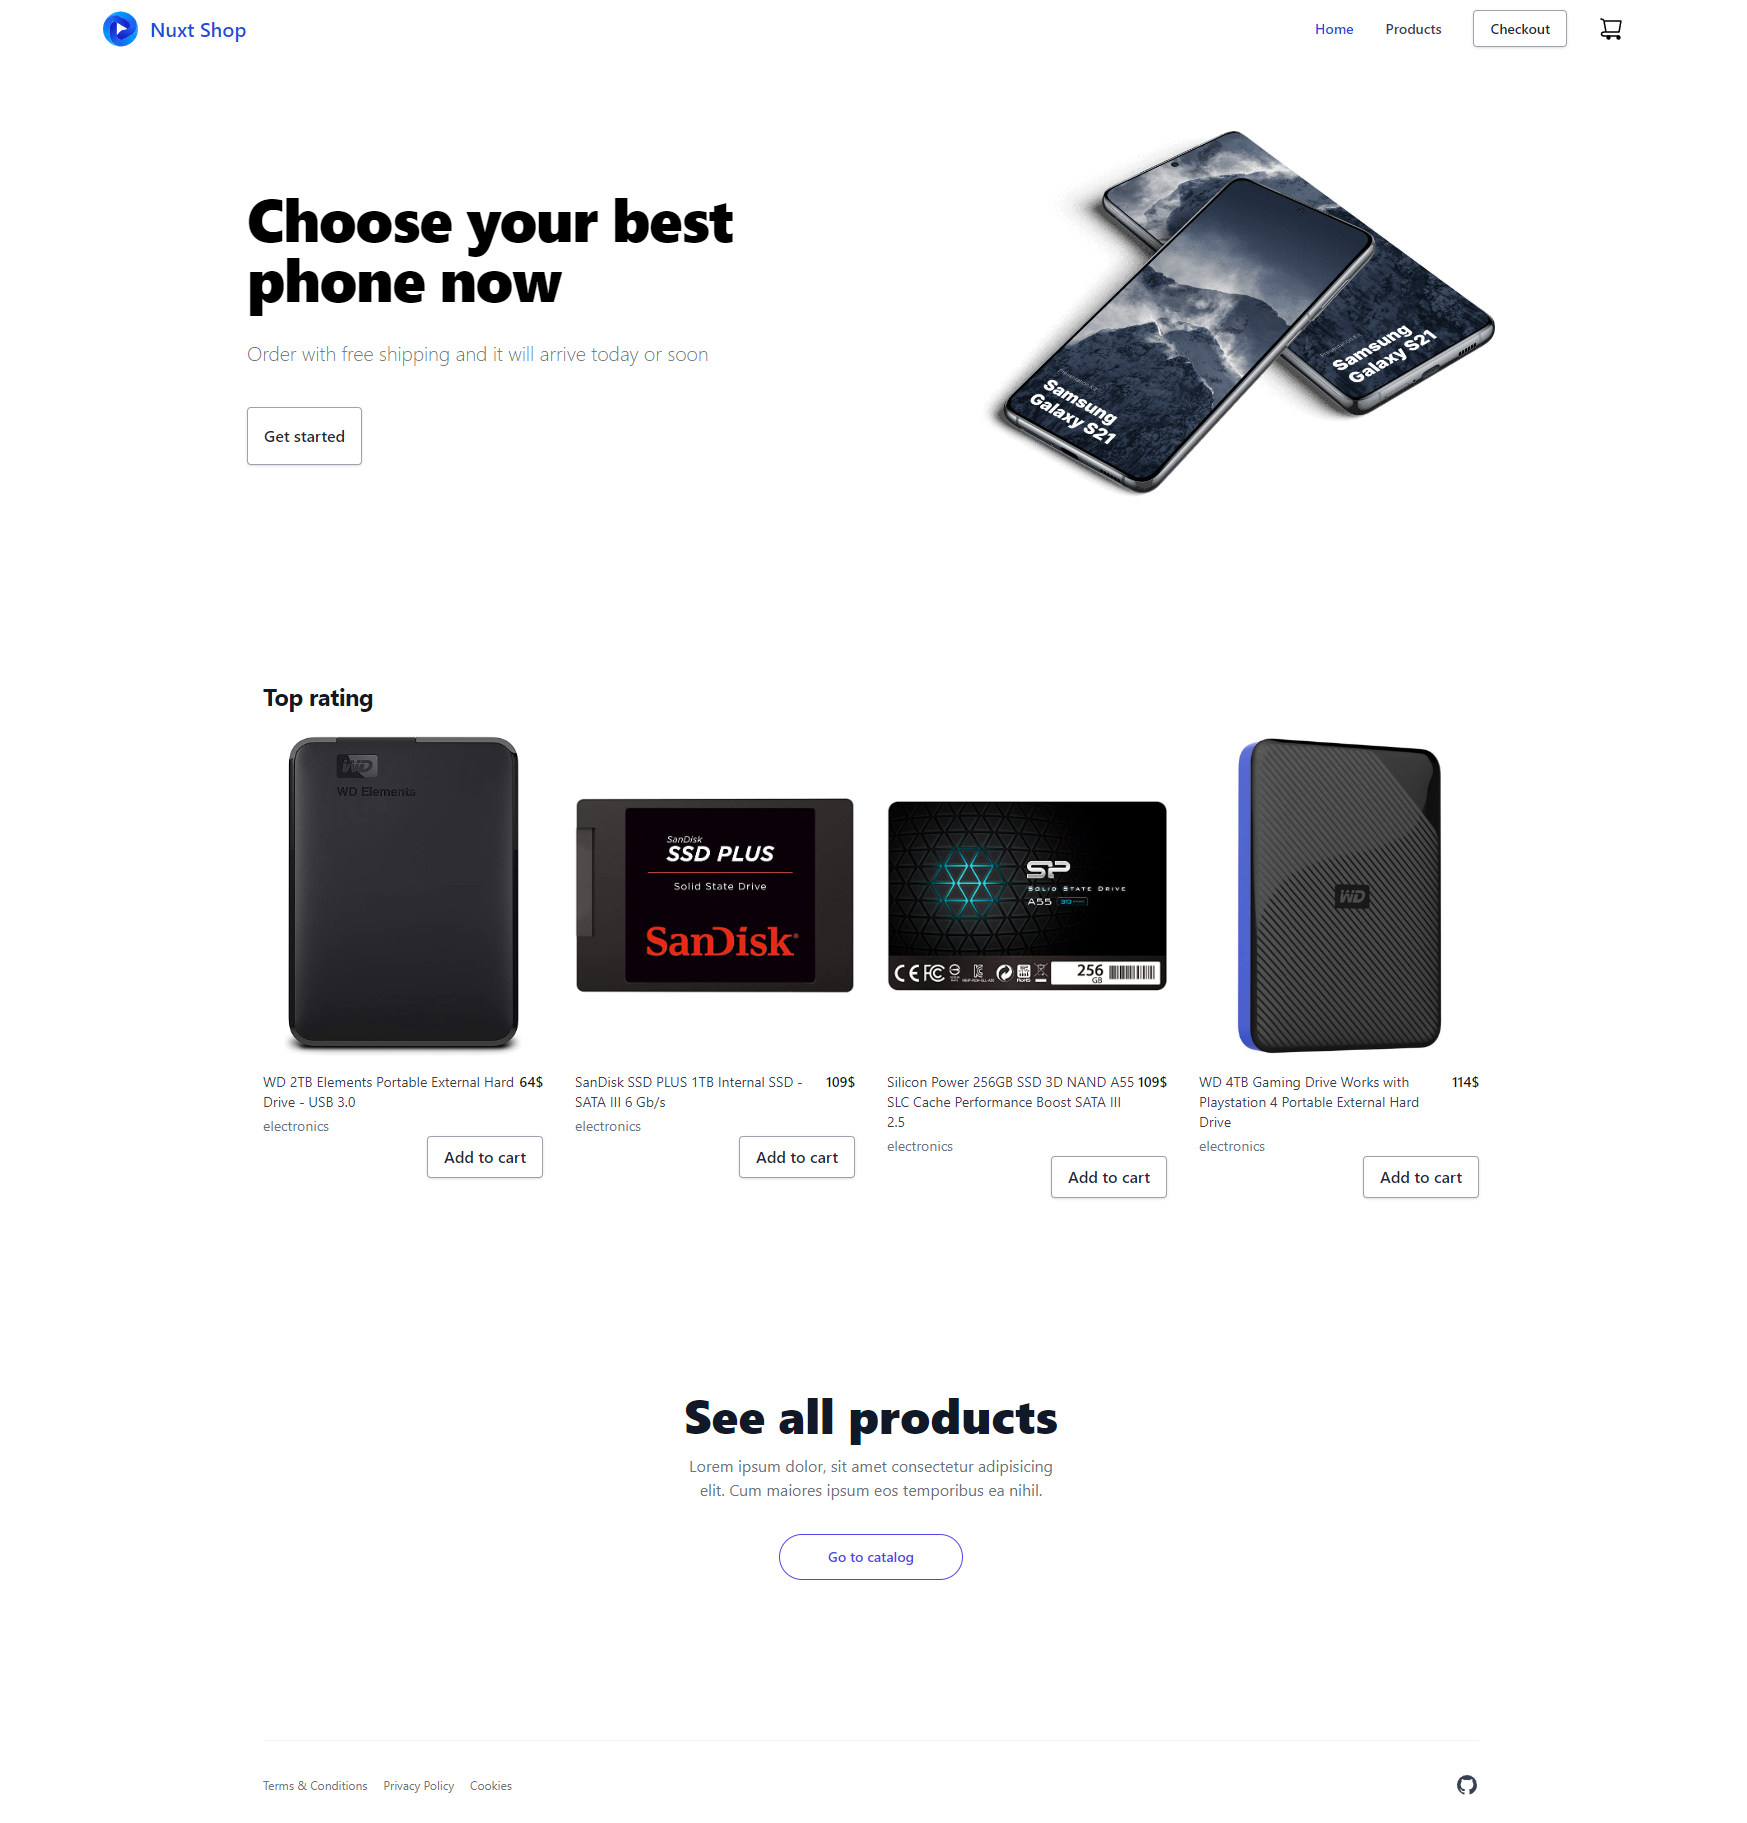 Nuxt Shop
Home
Products
Checkout
Choose your best
phone now
Order with free shipping and it will arrive today or soon
Get started
Presentation Kit
Samsung
Galaxy S21
Presentation Kit
Samsung
Galaxy S21
Top rating
WD
WD Elements
SanDisk
SSD PLUS
Solid State Drive
SanDisk
SP
SOLID STATE DRIVE
A55
256
GB
WD
WD 2TB Elements Portable External Hard 64$
Drive - USB 3.0
electronics
Add to cart
SanDisk SSD PLUS 1TB Internal SSD - 109$
SATA III 6 Gb/s
electronics
Add to cart
Silicon Power 256GB SSD 3D NAND A55 109$
SLC Cache Performance Boost SATA III
2.5
electronics
Add to cart
WD 4TB Gaming Drive Works with 114$
Playstation 4 Portable External Hard
Drive
electronics
Add to cart
See all products
Lorem ipsum dolor, sit amet consectetur adipisicing
elit. Cum maiores ipsum eos temporibus ea nihil.
Go to catalog
Terms & Conditions Privacy Policy Cookies